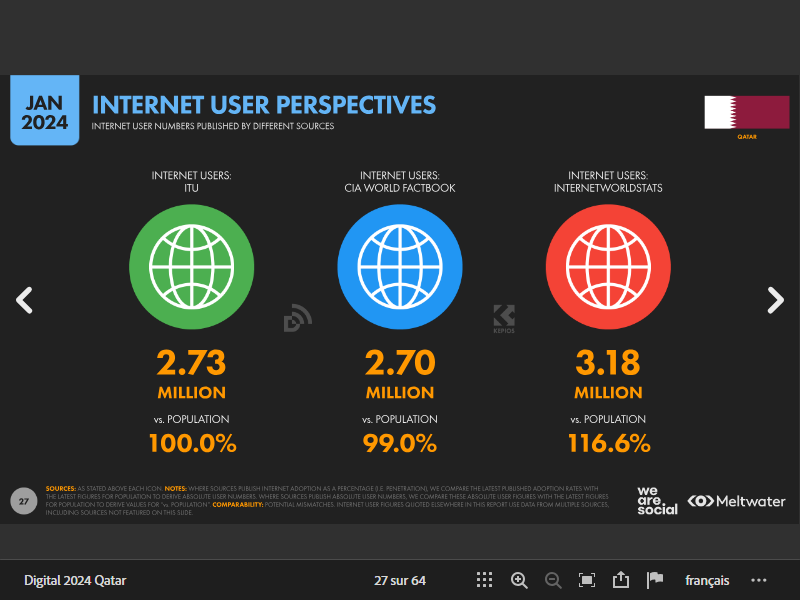 JAN
2024
INTERNET USER PERSPECTIVES
INTERNET USER NUMBERS PUBLISHED BY DIFFERENT SOURCES
QATAR
INTERNET USERS:
ITU
INTERNET USERS:
CIA WORLD FACTBOOK
INTERNET USERS:
INTERNETWORLDSTATS
KEPIOS
2.73
MILLION
vs. POPULATION
100.0%
2.70
MILLION
vs. POPULATION
99.0%
3.18
MILLION
vs. POPULATION
116.6%
27
SOURCES: AS STATED ABOVE EACH ICON. NOTES: WHERE SOURCES PUBLISH INTERNET ADOPTION AS A PERCENTAGE (I.E. PENETRATION), WE COMPARE THE LATEST PUBLISHED ADOPTION RATES WITH
THE LATEST FIGURES FOR POPULATION TO DERIVE ABSOLUTE USER NUMBERS. WHERE SOURCES PUBLISH ABSOLUTE USER NUMBERS, WE COMPARE THESE ABSOLUTE USER FIGURES WITH THE LATEST FIGURES
FOR POPULATION TO DERIVE VALUES FOR "vs. POPULATION." COMPARABILITY: POTENTIAL MISMATCHES. INTERNET USER FIGURES QUOTED ELSEWHERE IN THIS REPORT USE DATA FROM MULTIPLE SOURCES,
INCLUDING SOURCES NOT FEATURED ON THIS SLIDE.
we
are.
social
Meltwater
Digital 2024 Qatar
27 sur 64
français